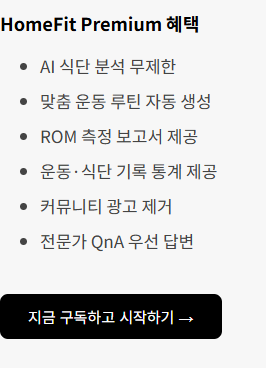 HomeFit Premium 혜택
AI 식단 분석 무제한
맞춤 운동 루틴 자동 생성
ROM 측정 보고서 제공
운동·식단 기록 통계 제공
커뮤니티 광고 제거
전문가 QnA 우선 답변
지금 구독하고 시작하기 →